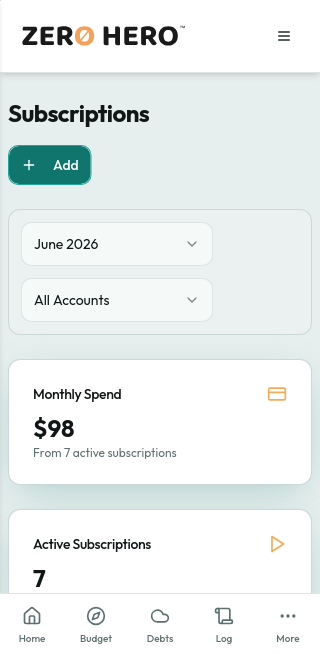 ZERO HERO™
Subscriptions
Add
June 2026
All Accounts
Monthly Spend
$98
From 7 active subscriptions
Active Subscriptions
7
Home
Budget
Debts
Log
More